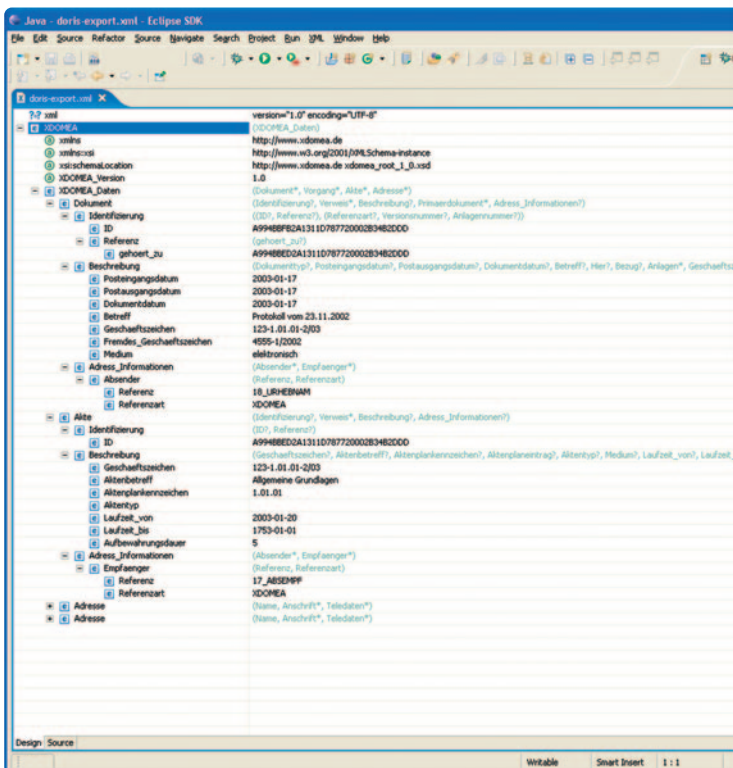 Java - doris-export.xml - Eclipse SDK
File Edit Source Refactor Source Navigate Search Project Run XML Window Help
doris-export.xml
?-? xml version="1.0" encoding="UTF-8"
XDOMEA (XDOMEA_Daten)
xmlns http://www.xdomea.de
xmlns:xsi http://www.w3.org/2001/XMLSchema-instance
xsi:schemaLocation http://www.xdomea.de xdomea_root_1_0.xsd
XDOMEA_Version 1.0
XDOMEA_Daten (Dokument*, Vorgang*, Akte*, Adresse*)
Dokument (Identifizierung?, Verweis*, Beschreibung?, Primaerdokument*, Adress_Informationen?)
Identifizierung ((ID?, Referenz?), (Referenzart?, Versionsnummer?, Anlagennummer?))
ID A994BBFB2A1311D787720002B34B2DDD
Referenz (gehoert_zu?)
gehoert_zu A994BBED2A1311D787720002B34B2DDD
Beschreibung (Dokumenttyp?, Posteingangsdatum?, Postausgangsdatum?, Dokumentdatum?, Betreff?, Hier?, Bezug?, Anlagen*, Geschaefts
Posteingangsdatum 2003-01-17
Postausgangsdatum 2003-01-17
Dokumentdatum 2003-01-17
Betreff Protokoll vom 23.11.2002
Geschaeftszeichen 123-1.01.01-2/03
Fremdes_Geschaeftszeichen 4555-1/2002
Medium elektronisch
Adress_Informationen (Absender*, Empfaenger*)
Absender (Referenz, Referenzart)
Referenz 18_URHEBNAM
Referenzart XDOMEA
Akte (Identifizierung?, Verweis*, Beschreibung?, Adress_Informationen?)
Identifizierung (ID?, Referenz?)
ID A994BBED2A1311D787720002B34B2DDD
Beschreibung (Geschaeftszeichen?, Aktenbetreff?, Aktenplankennzeichen?, Aktenplaneintrag?, Aktentyp?, Medium?, Laufzeit_von?, Laufzeit_
Geschaeftszeichen 123-1.01.01-2/03
Aktenbetreff Allgemeine Grundlagen
Aktenplankennzeichen 1.01.01
Aktentyp
Laufzeit_von 2003-01-20
Laufzeit_bis 1753-01-01
Aufbewahrungsdauer 5
Adress_Informationen (Absender*, Empfaenger*)
Empfaenger (Referenz, Referenzart)
Referenz 17_ABSEMPF
Referenzart XDOMEA
Adresse (Name, Anschrift*, Teledaten*)
Adresse (Name, Anschrift*, Teledaten*)
Design Source
Writable Smart Insert 1 : 1